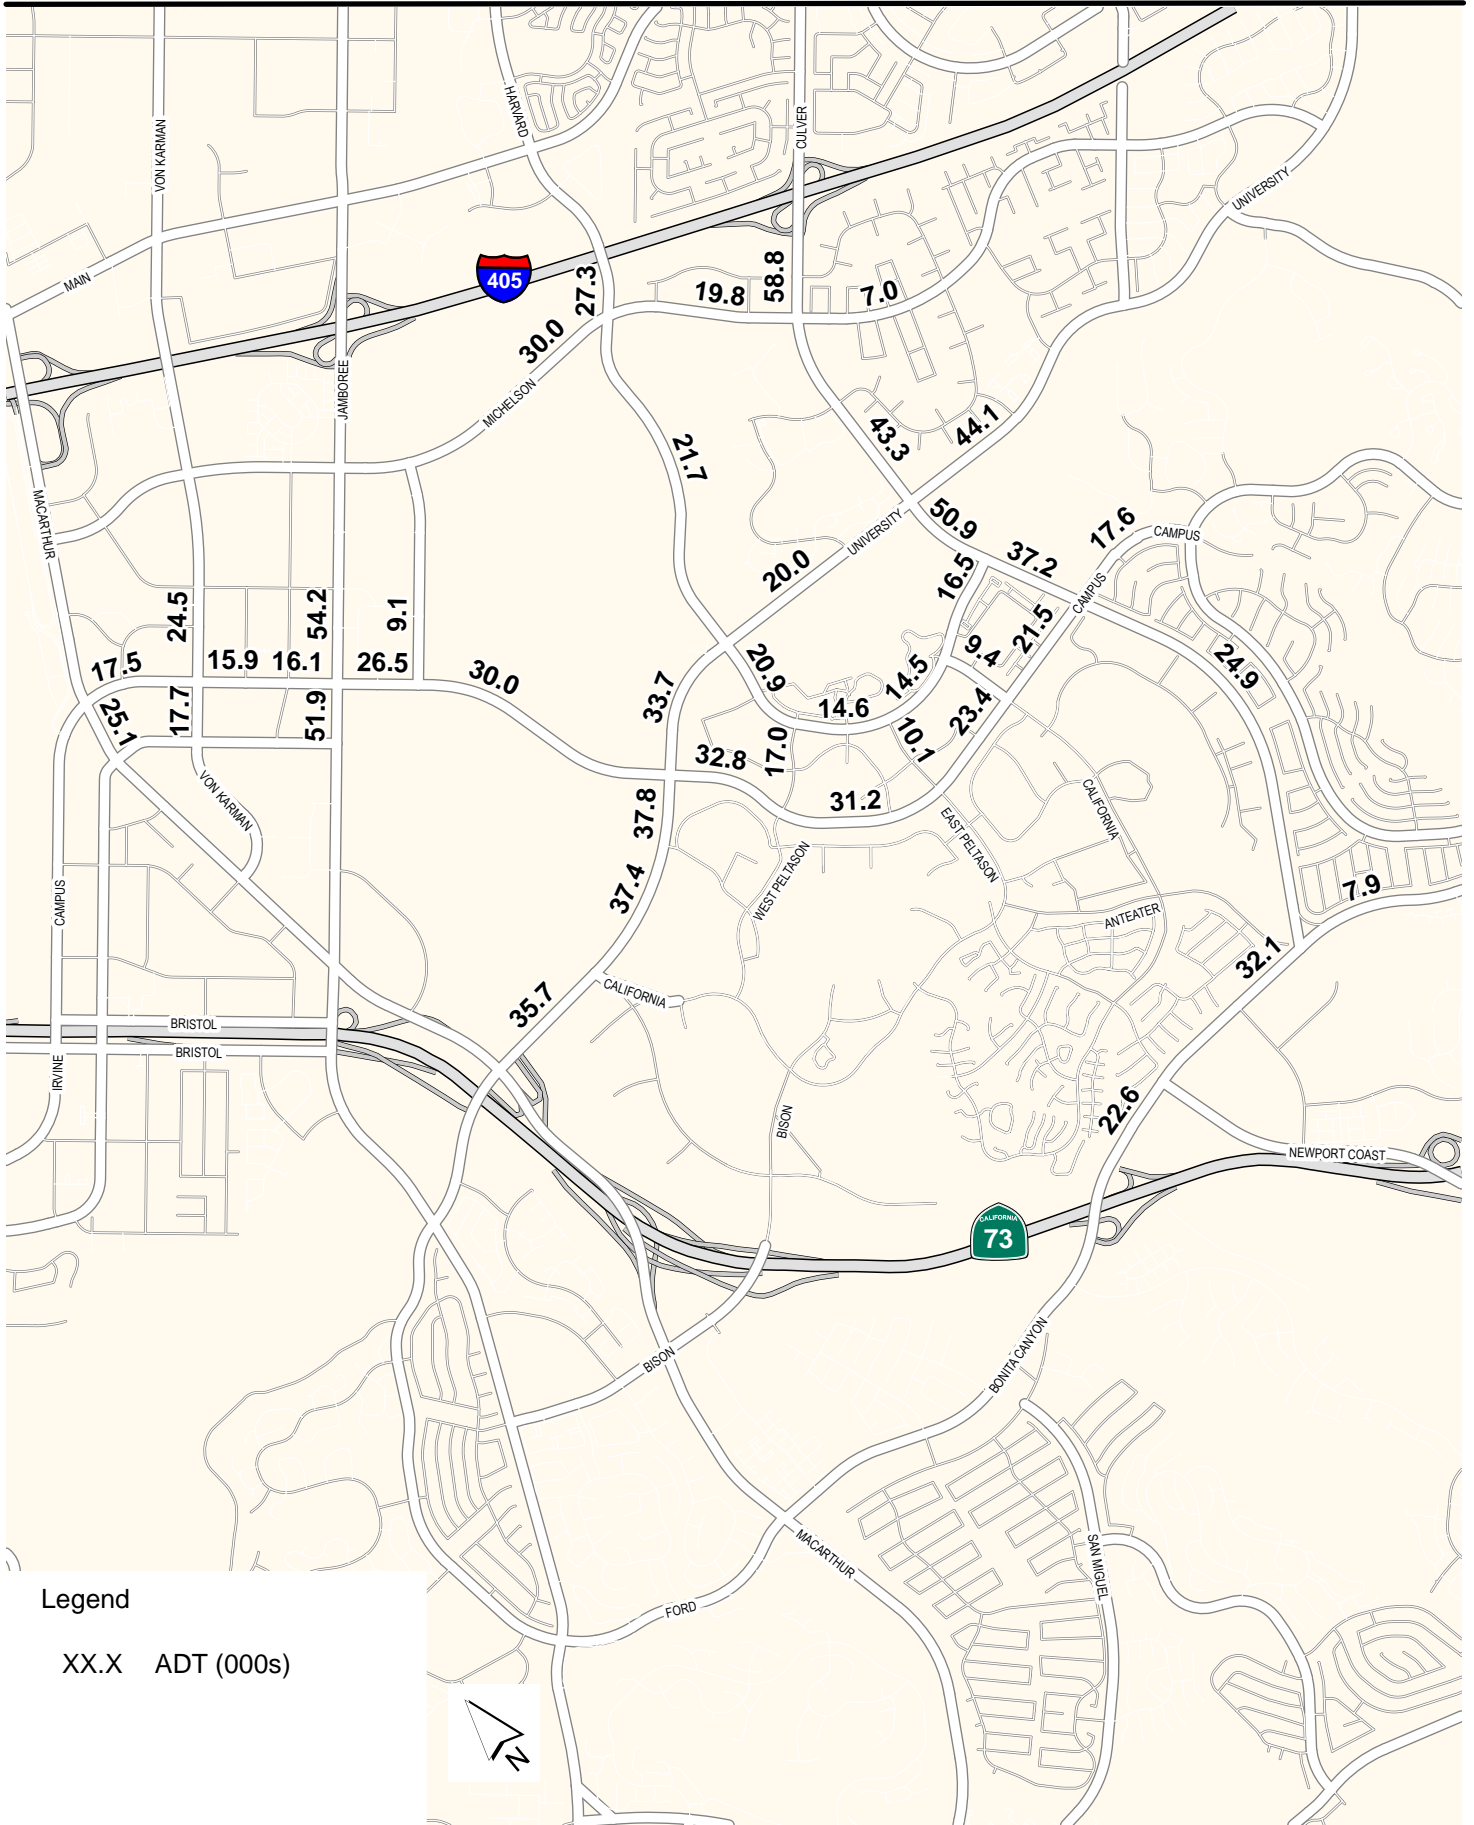 HARVARD
CULVER
VON KARMAN
UNIVERSITY
MAIN
405
27.3
58.8
19.8
7.0
30.0
JAMBOREE
MICHELSON
43.3
44.1
21.7
MACARTHUR
UNIVERSITY
50.9
17.6
CAMPUS
37.2
20.0
16.5
CAMPUS
24.5
54.2
9.1
21.5
9.4
17.5
15.9
16.1
26.5
30.0
20.9
14.5
24.9
25.1
17.7
51.9
33.7
14.6
23.4
17.0
10.1
32.8
VON KARMAN
37.8
31.2
CALIFORNIA
EAST PELTASON
37.4
WEST PELTASON
CAMPUS
7.9
ANTEATER
32.1
35.7
CALIFORNIA
BRISTOL
BRISTOL
IRVINE
22.6
BISON
NEWPORT COAST
CALIFORNIA
73
BISON
BONITA CANYON
MACARTHUR
SAN MIGUEL
FORD
Legend
XX.X ADT (000s)
N